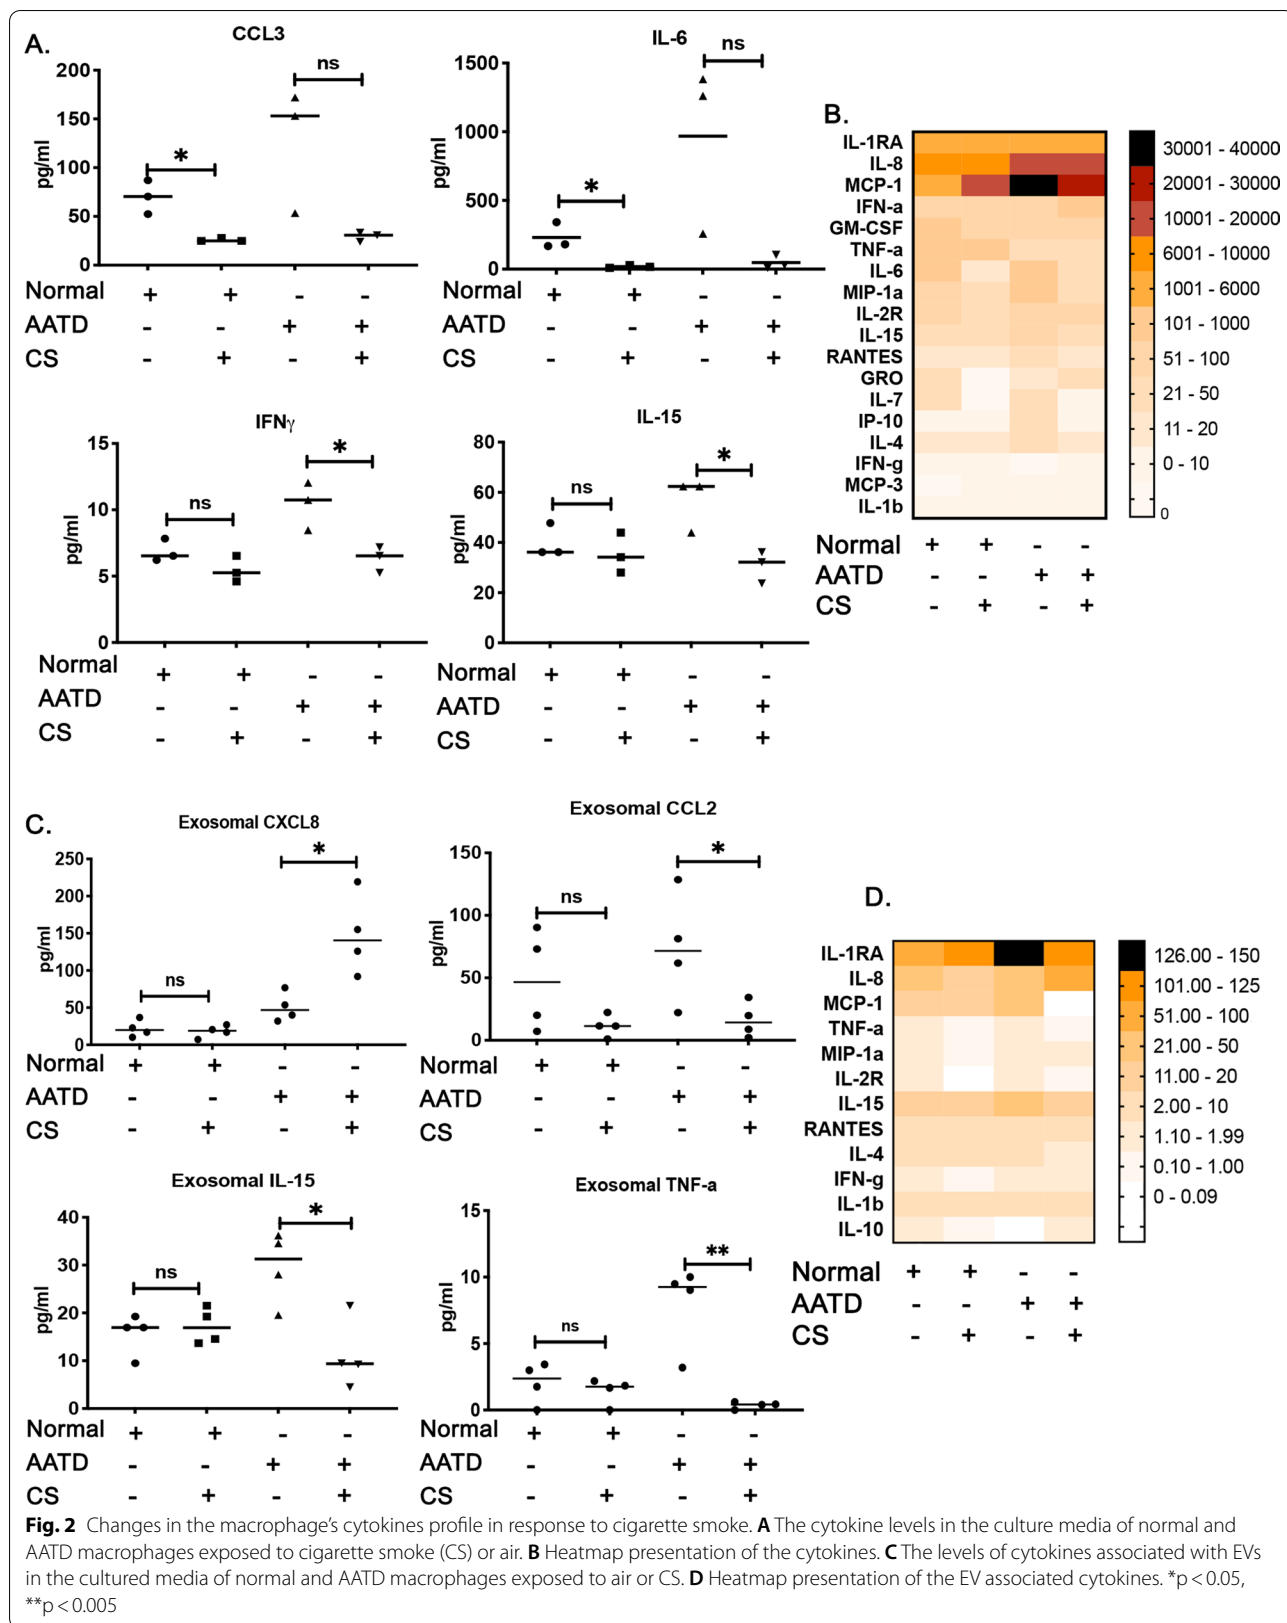 A.
CCL3
200
150
100
50
0
pg/ml
*
ns
Normal + + - -
AATD - - + +
CS - + - +
IL-6
1500
1000
500
0
pg/ml
*
ns
+ + - -
- - + +
- + - +
B.
IL-1RA
IL-8
MCP-1
IFN-a
GM-CSF
TNF-a
IL-6
MIP-1a
IL-2R
IL-15
RANTES
GRO
IL-7
IP-10
IL-4
IFN-g
MCP-3
IL-1b
30001 - 40000
20001 - 30000
10001 - 20000
6001 - 10000
1001 - 6000
101 - 1000
51 - 100
21 - 50
11 - 20
0 - 10
0
Normal + + - -
AATD - - + +
CS - + - +
IFNγ
15
10
5
0
pg/ml
ns
*
Normal + + - -
AATD - - + +
CS - + - +
IL-15
80
60
40
20
0
pg/ml
ns
*
Normal + + - -
AATD - - + +
CS - + - +
C.
Exosomal CXCL8
250
200
150
100
50
0
pg/ml
ns
*
Normal + + - -
AATD - - + +
CS - + - +
Exosomal CCL2
150
100
50
0
pg/ml
ns
*
Normal + + - -
AATD - - + +
CS - + - +
D.
IL-1RA
IL-8
MCP-1
TNF-a
MIP-1a
IL-2R
IL-15
RANTES
IL-4
IFN-g
IL-1b
IL-10
126.00 - 150
101.00 - 125
51.00 - 100
21.00 - 50
11.00 - 20
2.00 - 10
1.10 - 1.99
0.10 - 1.00
0 - 0.09
Normal + + - -
AATD - - + +
CS - + - +
Exosomal IL-15
40
30
20
10
0
pg/ml
ns
*
Normal + + - -
AATD - - + +
CS - + - +
Exosomal TNF-a
15
10
5
0
pg/ml
ns
**
Normal + + - -
AATD - - + +
CS - + - +
Fig. 2 Changes in the macrophage's cytokines profile in response to cigarette smoke. A The cytokine levels in the culture media of normal and
AATD macrophages exposed to cigarette smoke (CS) or air. B Heatmap presentation of the cytokines. C The levels of cytokines associated with EVs
in the cultured media of normal and AATD macrophages exposed to air or CS. D Heatmap presentation of the EV associated cytokines. *p < 0.05,
**p < 0.005